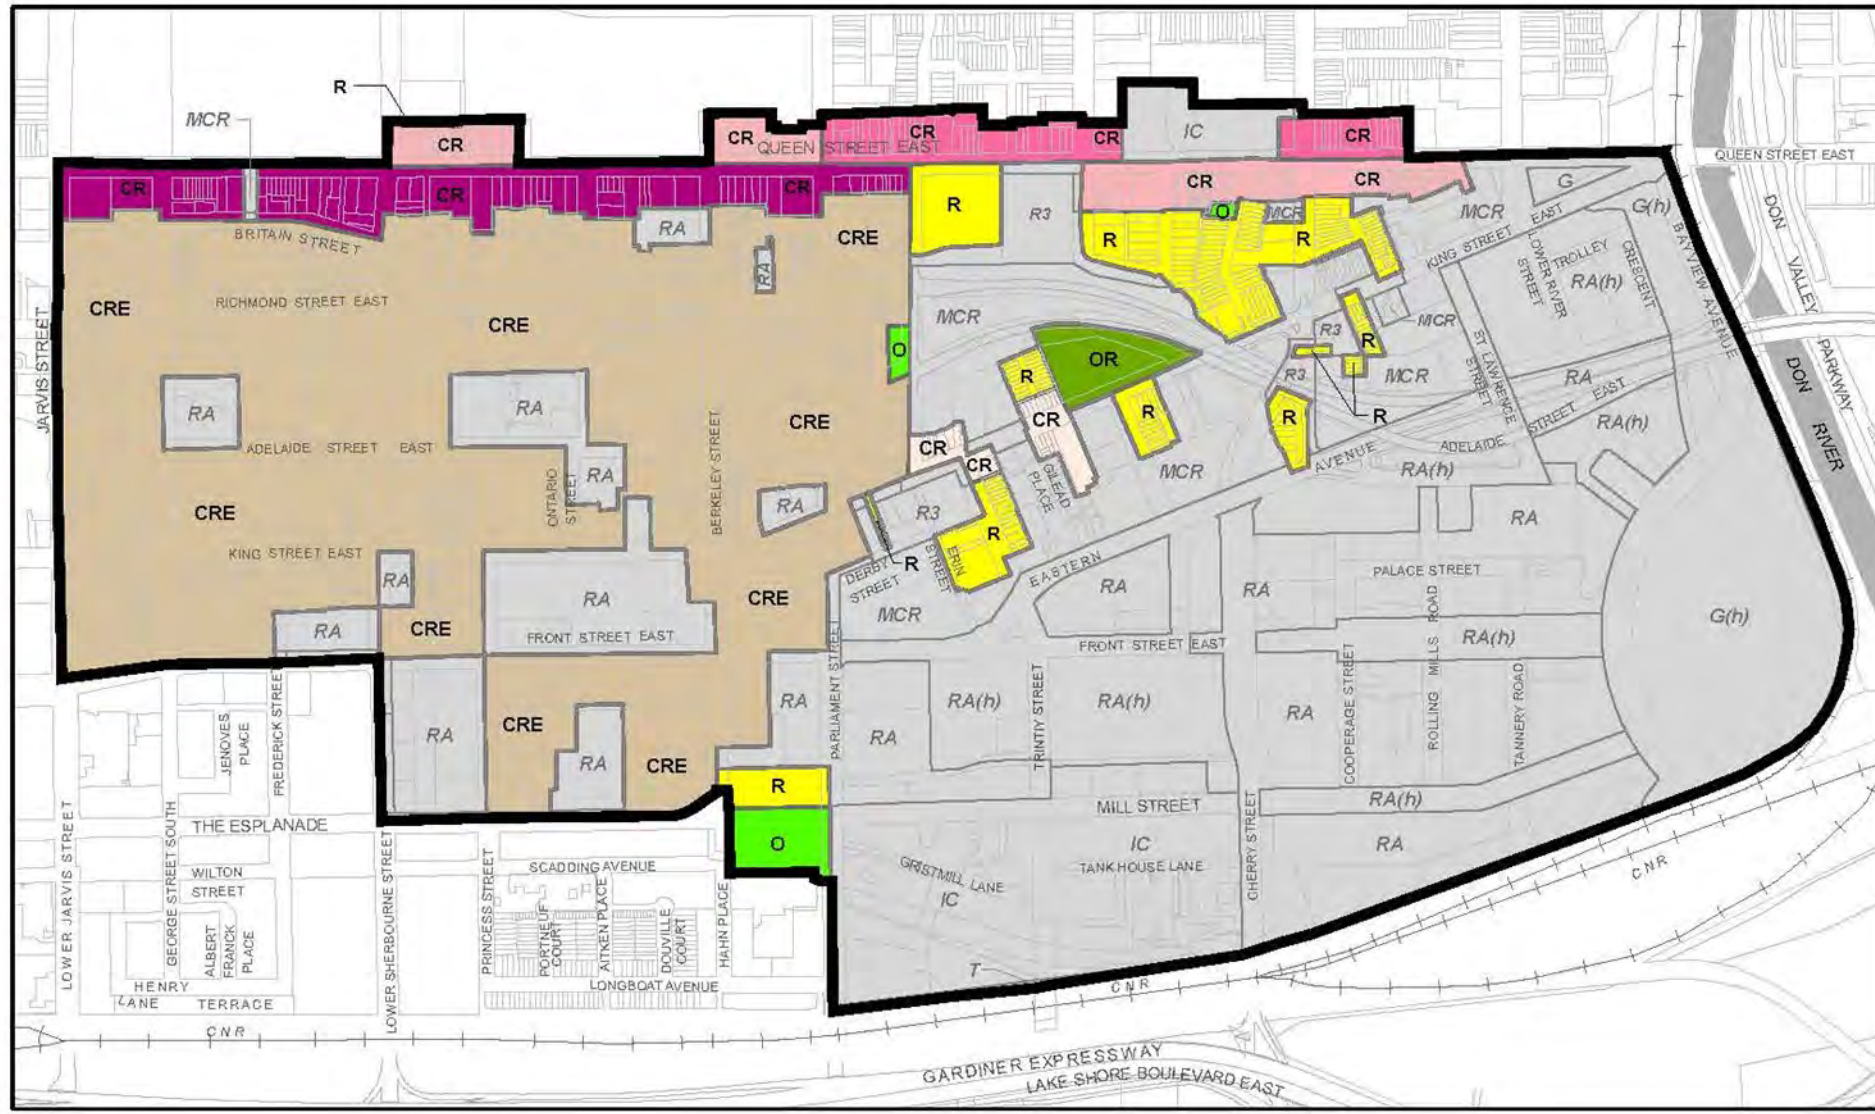 R
MCR
CR
CR
CR
CR
IC
CR
QUEEN STREET EAST
QUEEN STREET EAST
CR
CR
CR
CR
CR
G
R
R3
O
MCR
MCR
EAST
G(h)
BRITAIN STREET
RA
CRE
R
R
KING STREET
LOWER RIVER
STREET
TROLLEY
CRESCENT
BAYVIEW AVENUE
DON
VALLEY
PARKWAY
RA
RA(h)
CRE
RICHMOND STREET EAST
CRE
MCR
R3
MCR
R
JARVIS STREET
O
OR
ST LAWRENCE
STREET
DON
RIVER
R
R3
MCR
RA
RA
RA
CRE
CR
R
R
R
STREET EAST
RA(h)
ADELAIDE STREET EAST
BERKELEY STREET
CR
CR
GILEAD
PLACE
MCR
AVENUE
ADELAIDE
RA(h)
ONTARIO
STREET
RA
RA
CRE
R3
R
RA
KING STREET EAST
DERBY
STREET
R
ERIN
STREET
EASTERN
PALACE STREET
RA
RA
CRE
MCR
RA
RA
G(h)
RA
CRE
FRONT STREET EAST
FRONT STREET EAST
RA(h)
ROLLING MILLS ROAD
PARLIAMENT STREET
JENOVES
PLACE
FREDERICK STREET
RA
CRE
RA
RA
RA(h)
TRINTIY STREET
RA(h)
RA
COOPERAGE STREET
TANNERY ROAD
RA
CRE
R
MILL STREET
RA(h)
LOWER JARVIS STREET
GEORGE STREET SOUTH
THE ESPLANADE
O
IC
RA
CHERRY STREET
WILTON
STREET
LOWER SHERBOURNE STREET
SCADDING AVENUE
GRISTMILL LANE
TANK HOUSE LANE
CNR
ALBERT
FRANCK
PLACE
PRINCESS STREET
PORTNEUF
COURT
AITKEN PLACE
DOUVILLE
COURT
HAHN PLACE
IC
T
HENRY
LANE TERRACE
LONGBOAT AVENUE
CNR
CNR
GARDINER EXPRESSWAY
LAKE SHORE BOULEVARD EAST